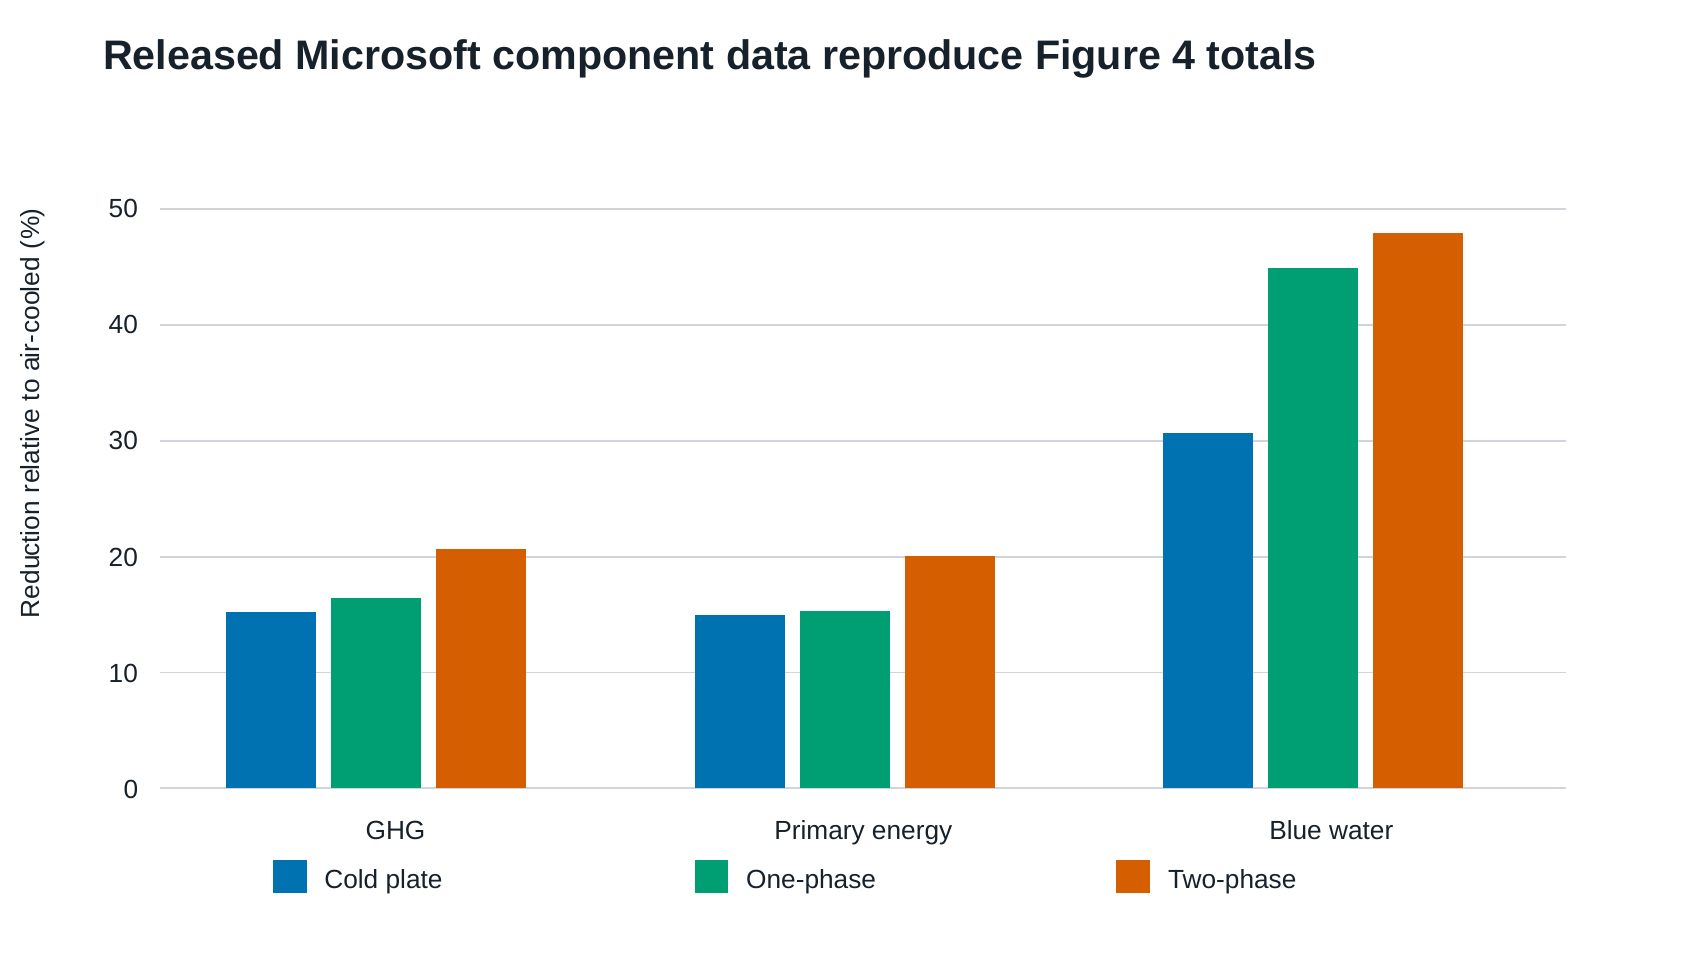 Released Microsoft component data reproduce Figure 4 totals
Reduction relative to air-cooled (%)
50
40
30
20
10
0
GHG Primary energy Blue water
Cold plate One-phase Two-phase